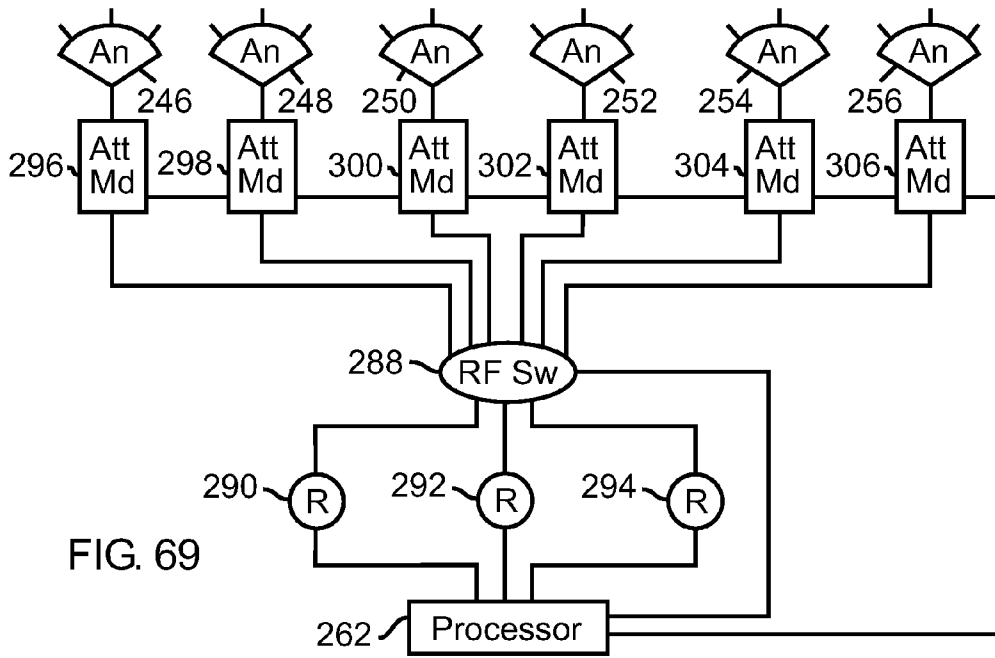 An An An An An An
246 248 250 252 254 256
296 Att Md 298 Att Md 300 Att Md 302 Att Md 304 Att Md 306 Att Md
288 RF Sw
290 R 292 R 294 R
FIG. 69
262 Processor